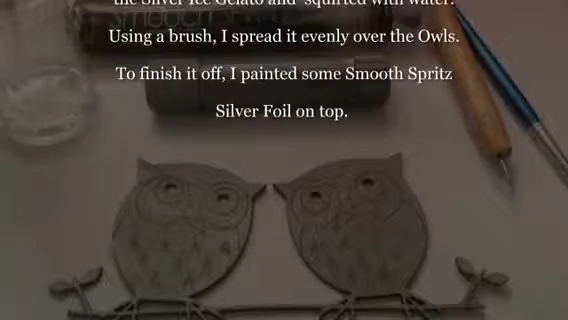 the Silver Ice Gelato and squirted with water.
Using a brush, I spread it evenly over the Owls.
To finish it off, I painted some Smooth Spritz
Silver Foil on top.